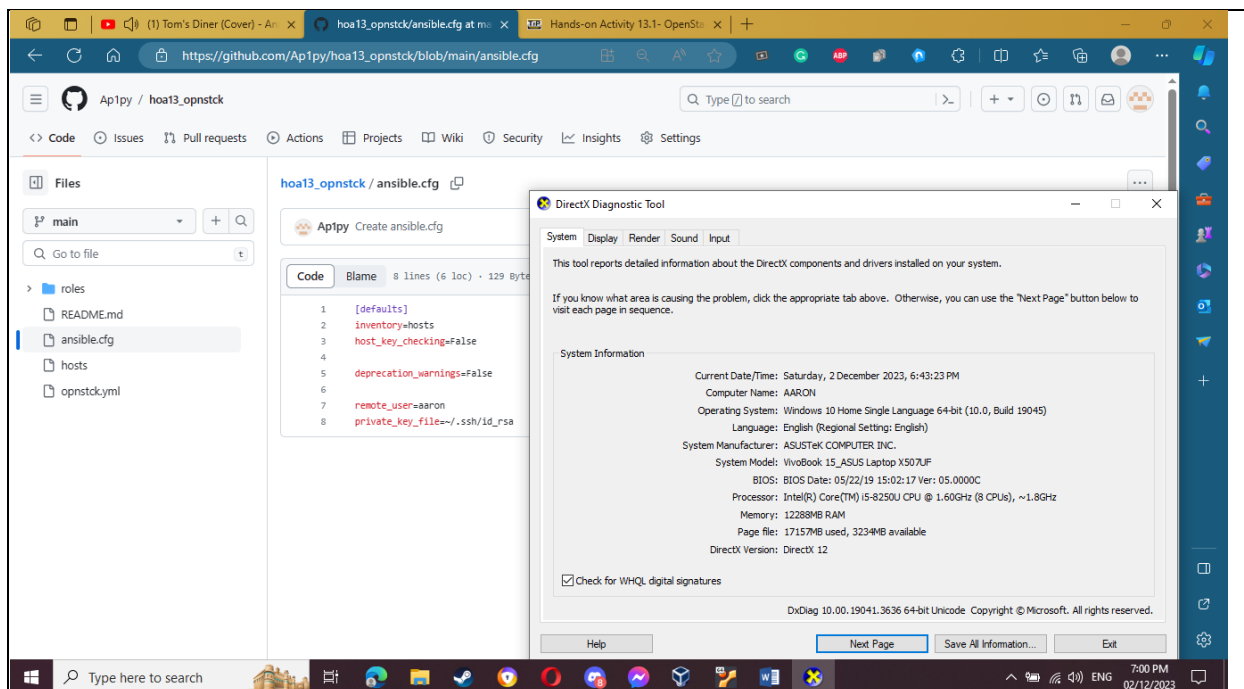 (1) Tom's Diner (Cover) - An
hoa13_opnstck/ansible.cfg at ma
Hands-on Activity 13.1- OpenSta
https://github.com/Ap1py/hoa13_opnstck/blob/main/ansible.cfg
ABP
Ap1py / hoa13_opnstck
Type / to search
Code Issues Pull requests Actions Projects Wiki Security Insights Settings
Files
hoa13_opnstck / ansible.cfg
main
Ap1py Create ansible.cfg
Go to file t
Code Blame 8 lines (6 loc) · 129 Byte
roles
README.md
ansible.cfg
hosts
opnstck.yml
1 [defaults]
2 inventory=hosts
3 host_key_checking=False
4
5 deprecation_warnings=False
6
7 remote_user=aaron
8 private_key_file=~/.ssh/id_rsa
DirectX Diagnostic Tool
System Display Render Sound Input
This tool reports detailed information about the DirectX components and drivers installed on your system.
If you know what area is causing the problem, click the appropriate tab above. Otherwise, you can use the "Next Page" button below to
visit each page in sequence.
System Information
Current Date/Time: Saturday, 2 December 2023, 6:43:23 PM
Computer Name: AARON
Operating System: Windows 10 Home Single Language 64-bit (10.0, Build 19045)
Language: English (Regional Setting: English)
System Manufacturer: ASUSTeK COMPUTER INC.
System Model: VivoBook 15_ASUS Laptop X507UF
BIOS: BIOS Date: 05/22/19 15:02:17 Ver: 05.0000C
Processor: Intel(R) Core(TM) i5-8250U CPU @ 1.60GHz (8 CPUs), ~1.8GHz
Memory: 12288MB RAM
Page file: 17157MB used, 3234MB available
DirectX Version: DirectX 12
Check for WHQL digital signatures
DxDiag 10.00.19041.3636 64-bit Unicode Copyright © Microsoft. All rights reserved.
Help Next Page Save All Information... Exit
Type here to search
ENG
7:00 PM
02/12/2023